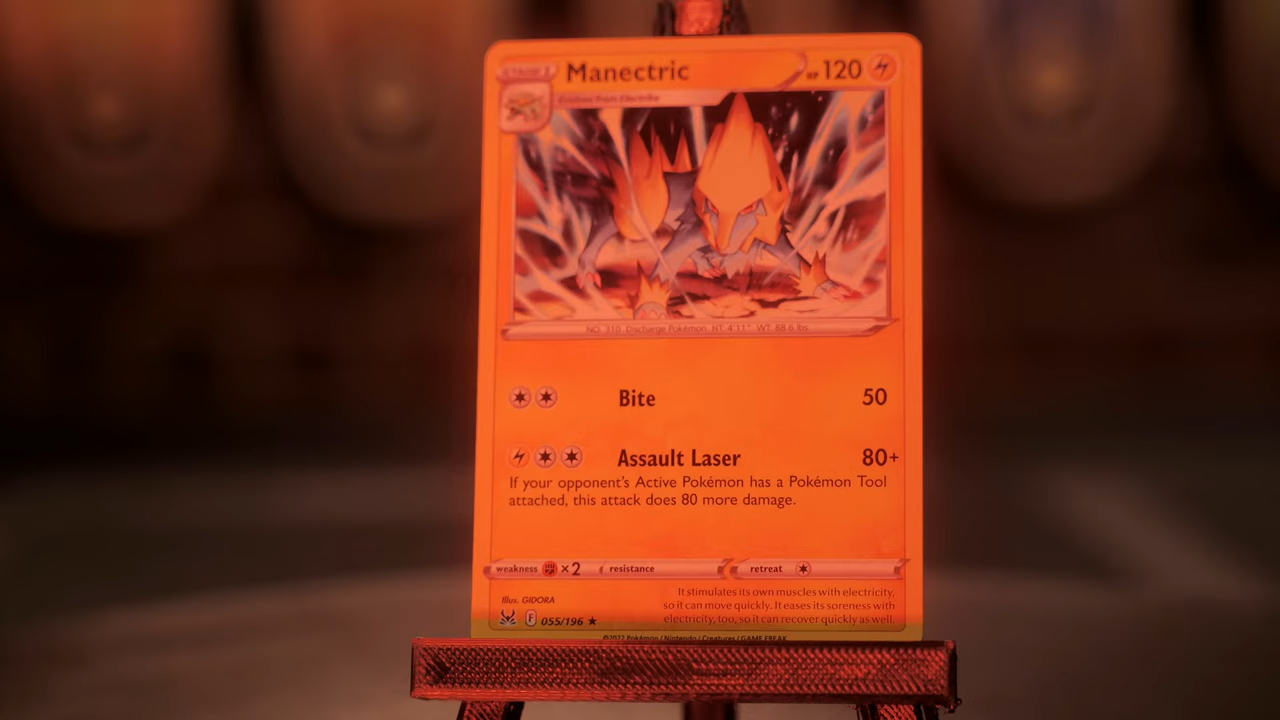 STAGE 1 Manectric HP 120
Evolves from Electrike
NO. 310 Discharge Pokémon HT: 4'11" WT: 88.6 lbs.
Bite 50
Assault Laser 80+
If your opponent's Active Pokémon has a Pokémon Tool
attached, this attack does 80 more damage.
weakness ×2 resistance retreat
Illus. GIDORA
It stimulates its own muscles with electricity,
so it can move quickly. It eases its soreness with
electricity, too, so it can recover quickly as well.
F 055/196 ★
©2022 Pokémon / Nintendo / Creatures / GAME FREAK